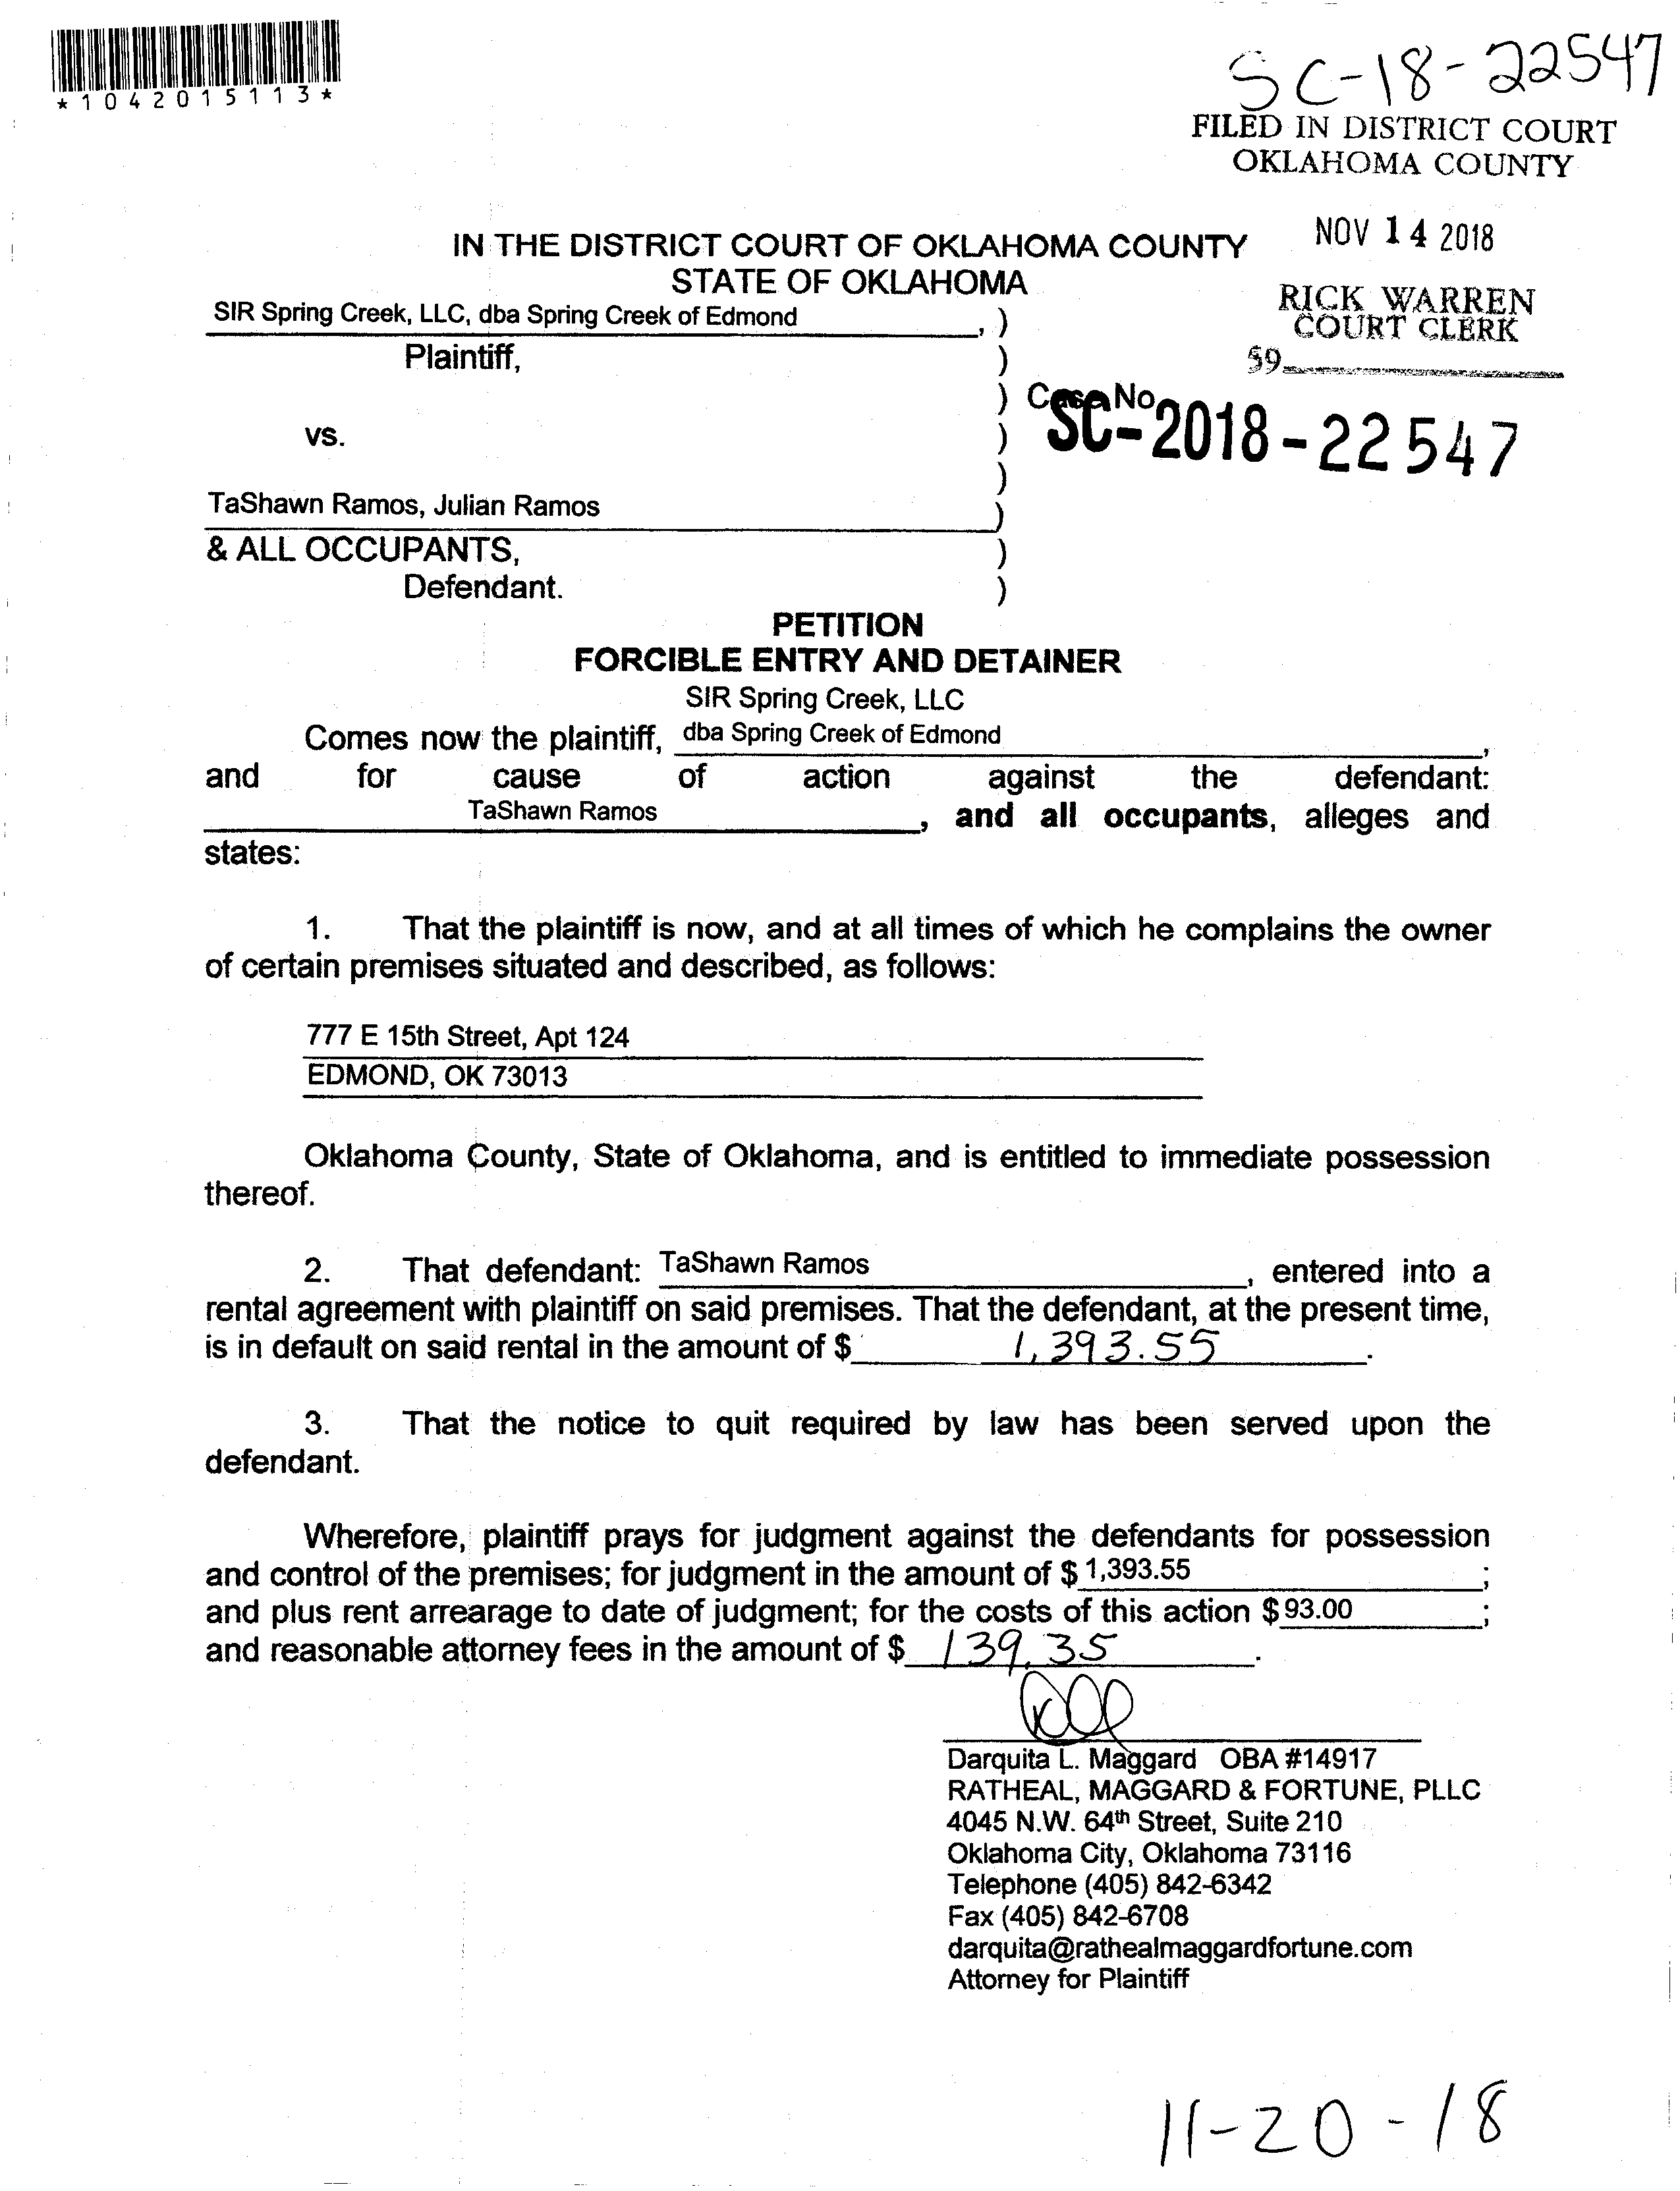 *1042015113*
SC-18-22547
FILED IN DISTRICT COURT
OKLAHOMA COUNTY
NOV 14 2018
RICK WARREN
COURT CLERK
59
IN THE DISTRICT COURT OF OKLAHOMA COUNTY
STATE OF OKLAHOMA
SIR Spring Creek, LLC, dba Spring Creek of Edmond , )
Plaintiff, )
) Case No.
vs. ) SC-2018-22547
)
TaShawn Ramos, Julian Ramos )
& ALL OCCUPANTS, )
Defendant. )
PETITION
FORCIBLE ENTRY AND DETAINER
SIR Spring Creek, LLC
Comes now the plaintiff, dba Spring Creek of Edmond ,
and for cause of action against the defendant:
TaShawn Ramos , and all occupants, alleges and
states:
1. That the plaintiff is now, and at all times of which he complains the owner
of certain premises situated and described, as follows:
777 E 15th Street, Apt 124
EDMOND, OK 73013
Oklahoma County, State of Oklahoma, and is entitled to immediate possession
thereof.
2. That defendant: TaShawn Ramos , entered into a
rental agreement with plaintiff on said premises. That the defendant, at the present time,
is in default on said rental in the amount of $ 1,393.55 .
3. That the notice to quit required by law has been served upon the
defendant.
Wherefore, plaintiff prays for judgment against the defendants for possession
and control of the premises; for judgment in the amount of $ 1,393.55 ;
and plus rent arrearage to date of judgment; for the costs of this action $ 93.00 ;
and reasonable attorney fees in the amount of $ 139.35 .
Darquita L. Maggard OBA #14917
RATHEAL, MAGGARD & FORTUNE, PLLC
4045 N.W. 64th Street, Suite 210
Oklahoma City, Oklahoma 73116
Telephone (405) 842-6342
Fax (405) 842-6708
darquita@rathealmaggardfortune.com
Attorney for Plaintiff
11-20-18